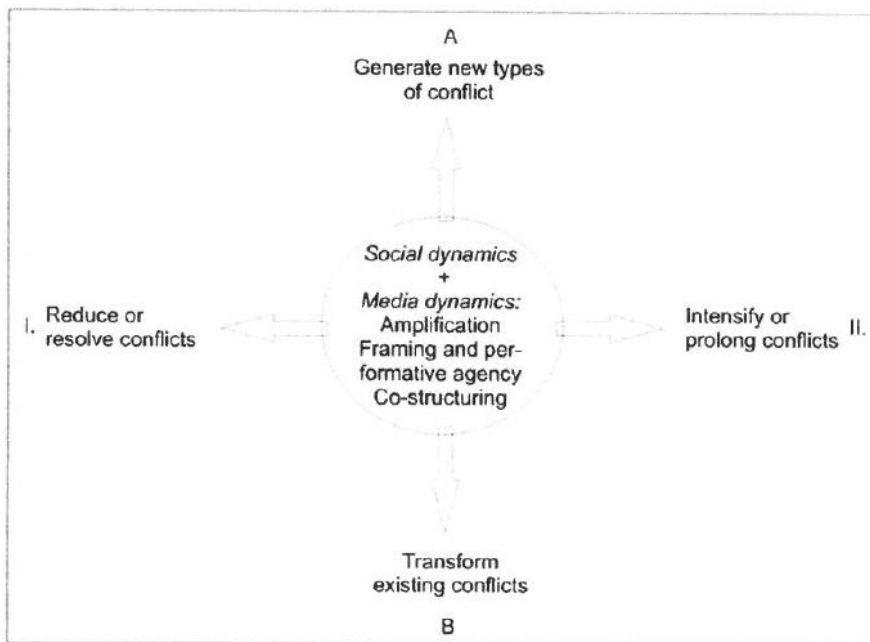 A
Generate new types
of conflict
Social dynamics
+
Media dynamics:
Amplification
Framing and per-
formative agency
Co-structuring
I. Reduce or
resolve conflicts
Intensify or II.
prolong conflicts
Transform
existing conflicts
B